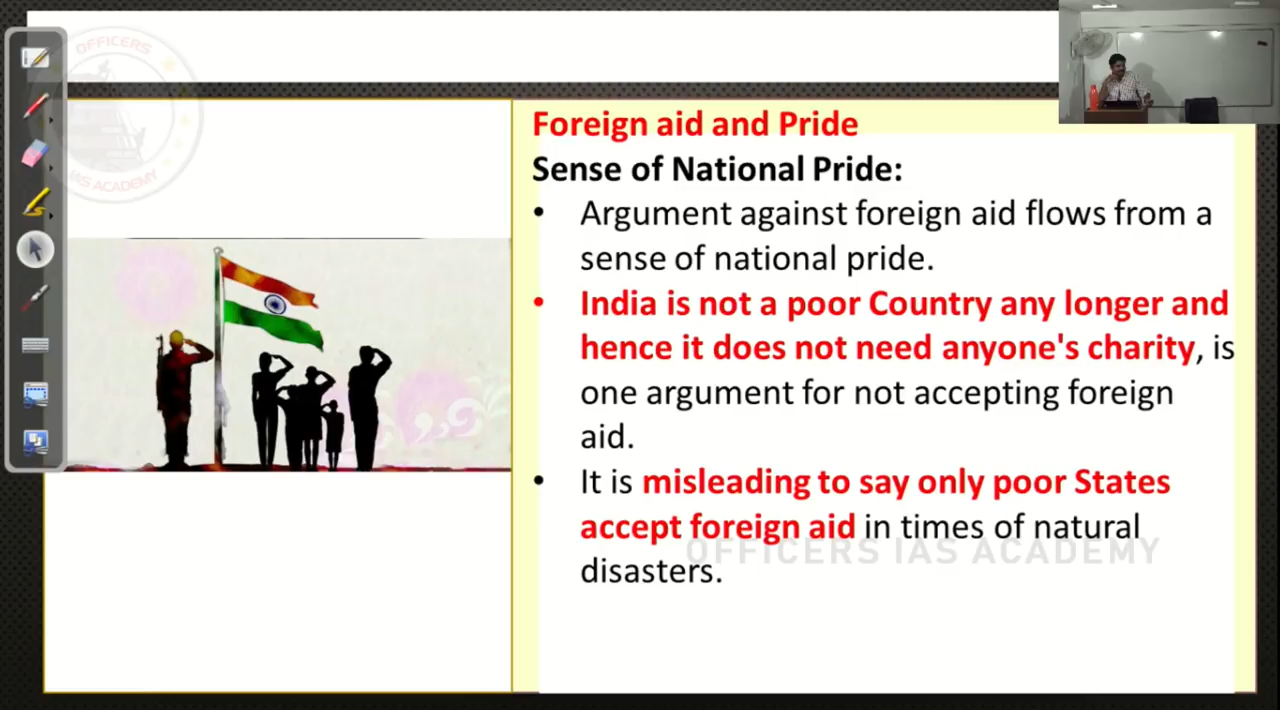 OFFICERS
IAS ACADEMY
Foreign aid and Pride
Sense of National Pride:
• Argument against foreign aid flows from a
sense of national pride.
• India is not a poor Country any longer and
hence it does not need anyone's charity, is
one argument for not accepting foreign
aid.
• It is misleading to say only poor States
accept foreign aid in times of natural
disasters.
OFFICERS IAS ACADEMY